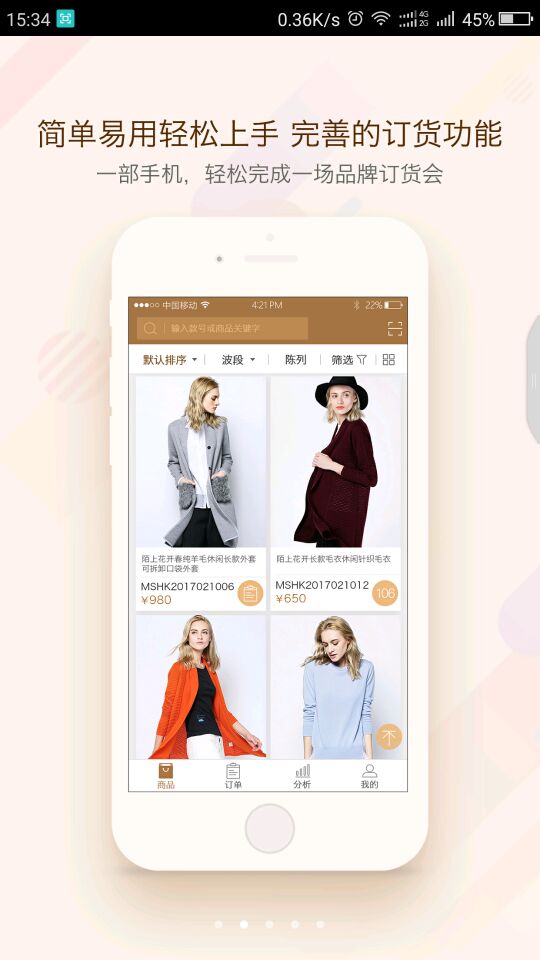 15:34
0.36K/s
4G
2G
45%
简单易用轻松上手 完善的订货功能
一部手机，轻松完成一场品牌订货会
中国移动
4:21 PM
22%
输入款号或商品关键字
默认排序
波段
陈列
筛选
陌上花开春纯羊毛休闲长款外套
可拆卸口袋外套
MSHK2017021006
¥980
陌上花开长款毛衣休闲针织毛衣
MSHK2017021012
¥650
106
商品
订单
分析
我的